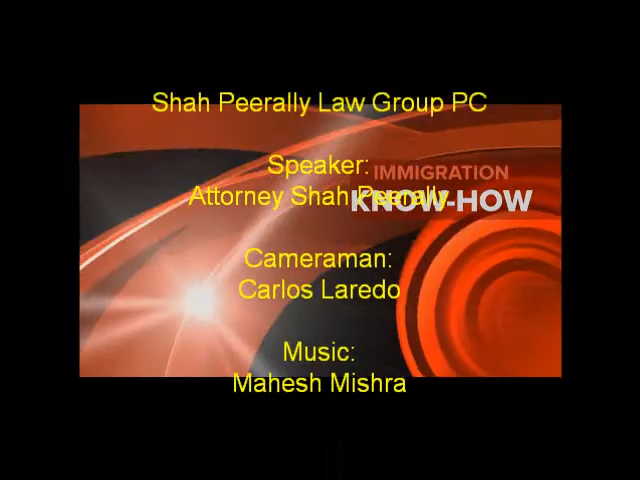 Shah Peerally Law Group PC
Speaker:
IMMIGRATION
Attorney Shah Peerally
KNOW-HOW
Cameraman:
Carlos Laredo
Music:
Mahesh Mishra